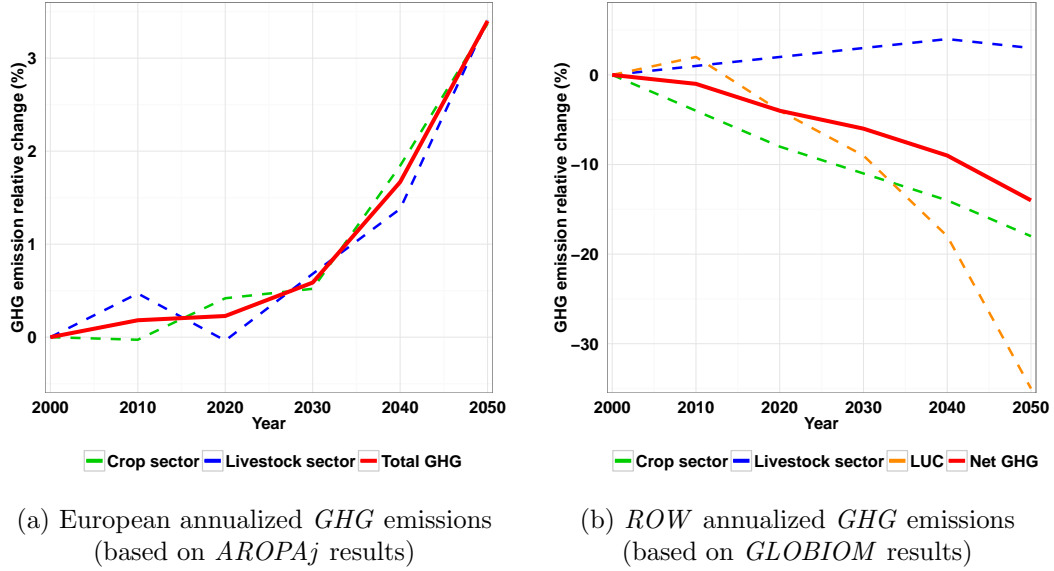 GHG emission relative change (%)
3
2
1
0
2000 2010 2020 2030 2040 2050
Year
Crop sector Livestock sector Total GHG
(a) European annualized GHG emissions
(based on AROPAj results)
GHG emission relative change (%)
0
−10
−20
−30
2000 2010 2020 2030 2040 2050
Year
Crop sector Livestock sector LUC Net GHG
(b) ROW annualized GHG emissions
(based on GLOBIOM results)